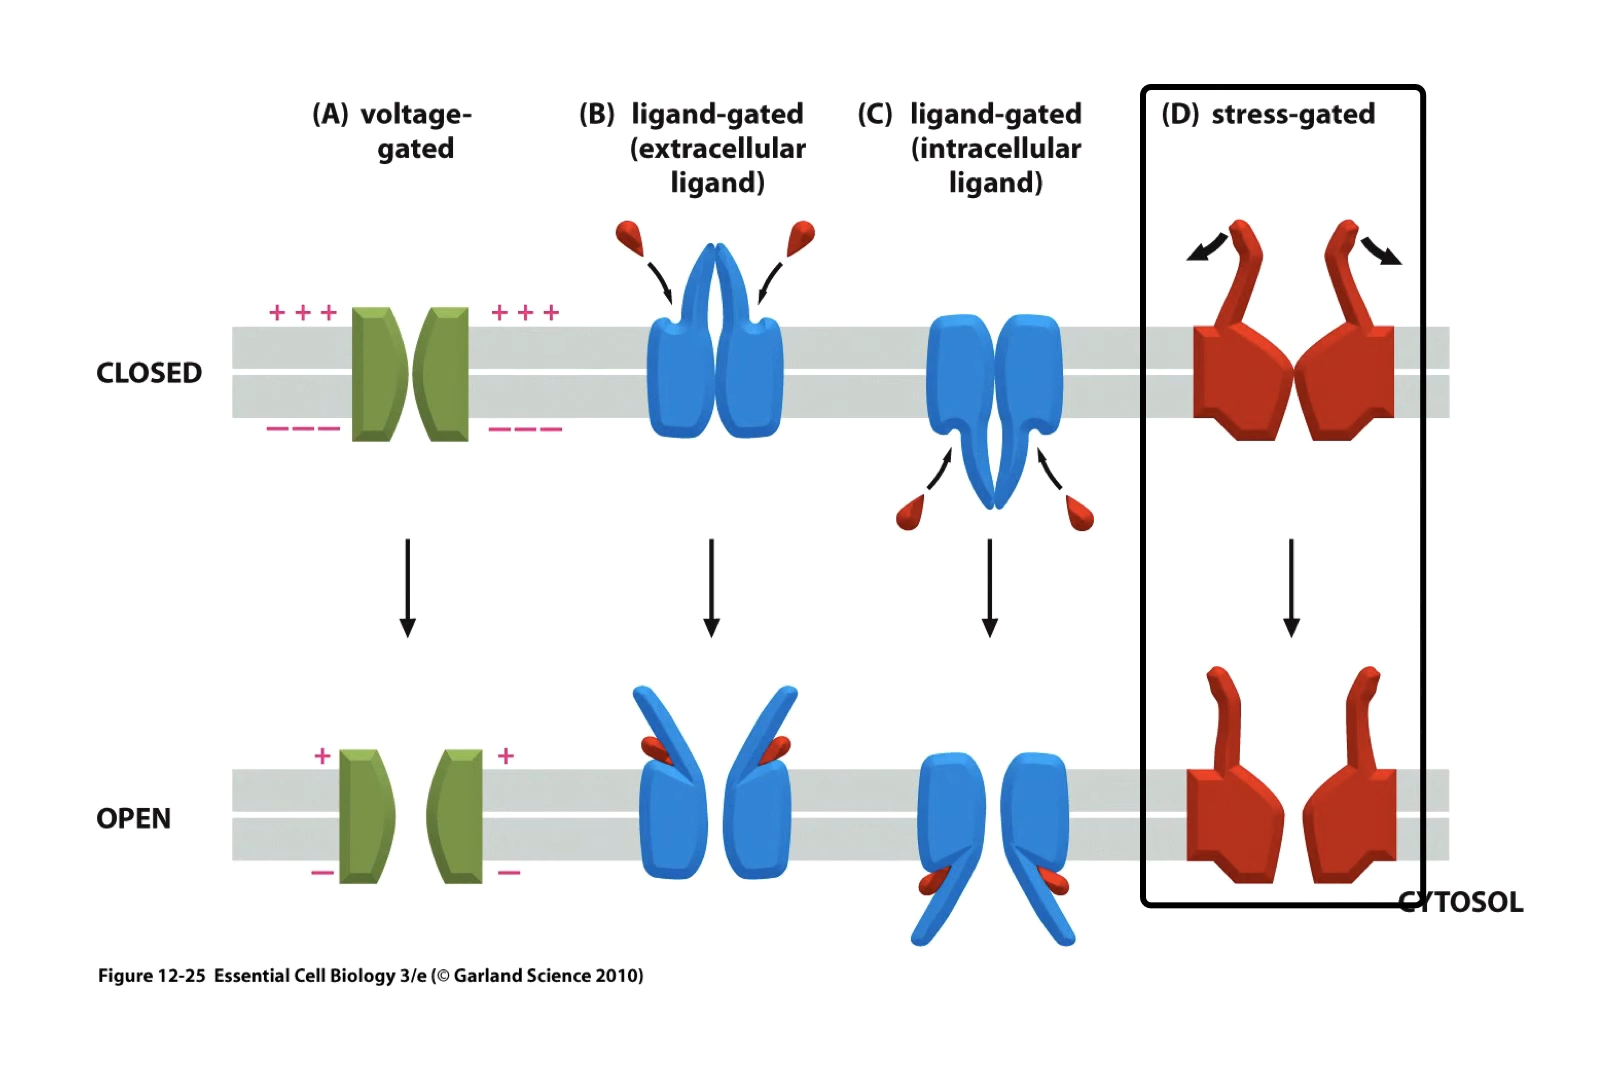 (A) voltage-
gated
(B) ligand-gated
(extracellular
ligand)
(C) ligand-gated
(intracellular
ligand)
(D) stress-gated
+ + +
+ + +
CLOSED
− − −
− − −
+
+
OPEN
−
−
CYTOSOL
Figure 12-25 Essential Cell Biology 3/e (© Garland Science 2010)